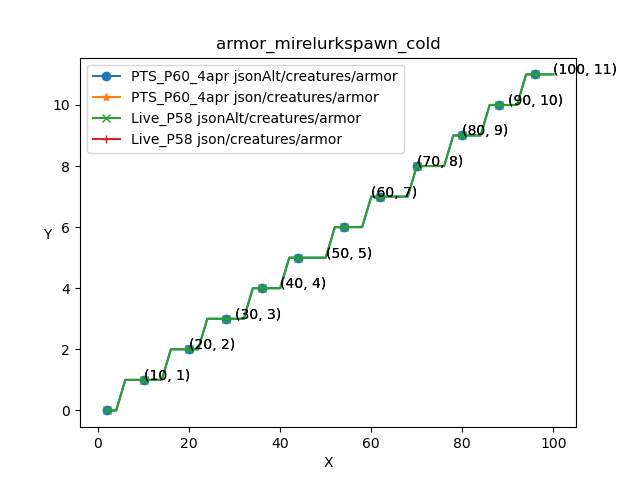 armor_mirelurkspawn_cold
PTS_P60_4apr jsonAlt/creatures/armor
PTS_P60_4apr json/creatures/armor
Live_P58 jsonAlt/creatures/armor
Live_P58 json/creatures/armor
(100, 11)
(90, 10)
(80, 9)
(70, 8)
(60, 7)
(50, 5)
(40, 4)
(30, 3)
(20, 2)
(10, 1)
Y
10
8
6
4
2
0
0 20 40 60 80 100
X